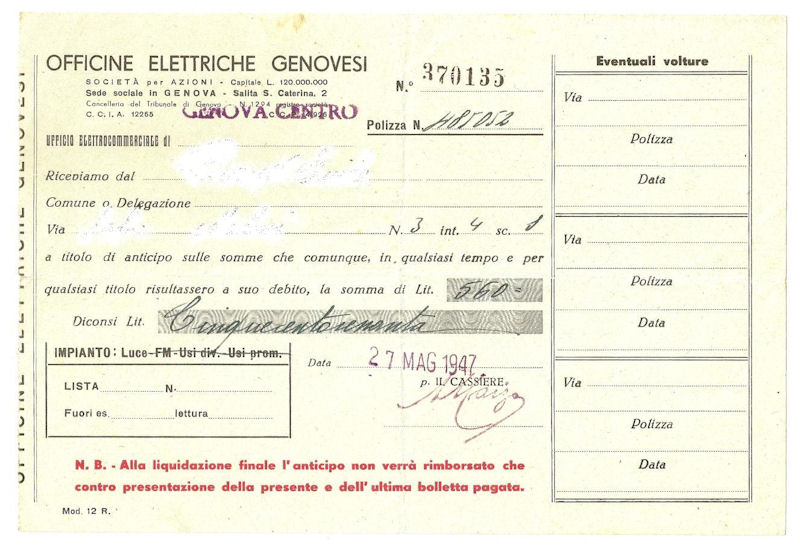 OFFICINE ELETTRICHE GENOVESI
SOCIETÀ per AZIONI - Capitale L. 120.000.000
Sede sociale in GENOVA - Salita S. Caterina, 2
Cancelleria del Tribunale di Genova - N. 1294 registro società
C. C. I. A. 12265
GENOVA CENTRO
N.° 370135
Polizza N. 485052
UFFICIO ELETTROCOMMERCIALE di
Riceviamo dal
Comune o Delegazione
Via N. 3 int. 4 sc.
a titolo di anticipo sulle somme che comunque, in qualsiasi tempo e per
qualsiasi titolo risultassero a suo debito, la somma di Lit. 560=
Diconsi Lit. Cinquecentosessanta
IMPIANTO: Luce-FM-Usi div.-Usi prom.
LISTA N.
Fuori es. lettura
Data 27 MAG 1947
p. IL CASSIERE
N. B. - Alla liquidazione finale l'anticipo non verrà rimborsato che
contro presentazione della presente e dell'ultima bolletta pagata.
Mod. 12 R.
Eventuali volture
Via
Polizza
Data
Via
Polizza
Data
Via
Polizza
Data
OFFICINE ELETTRICHE GENOVESI